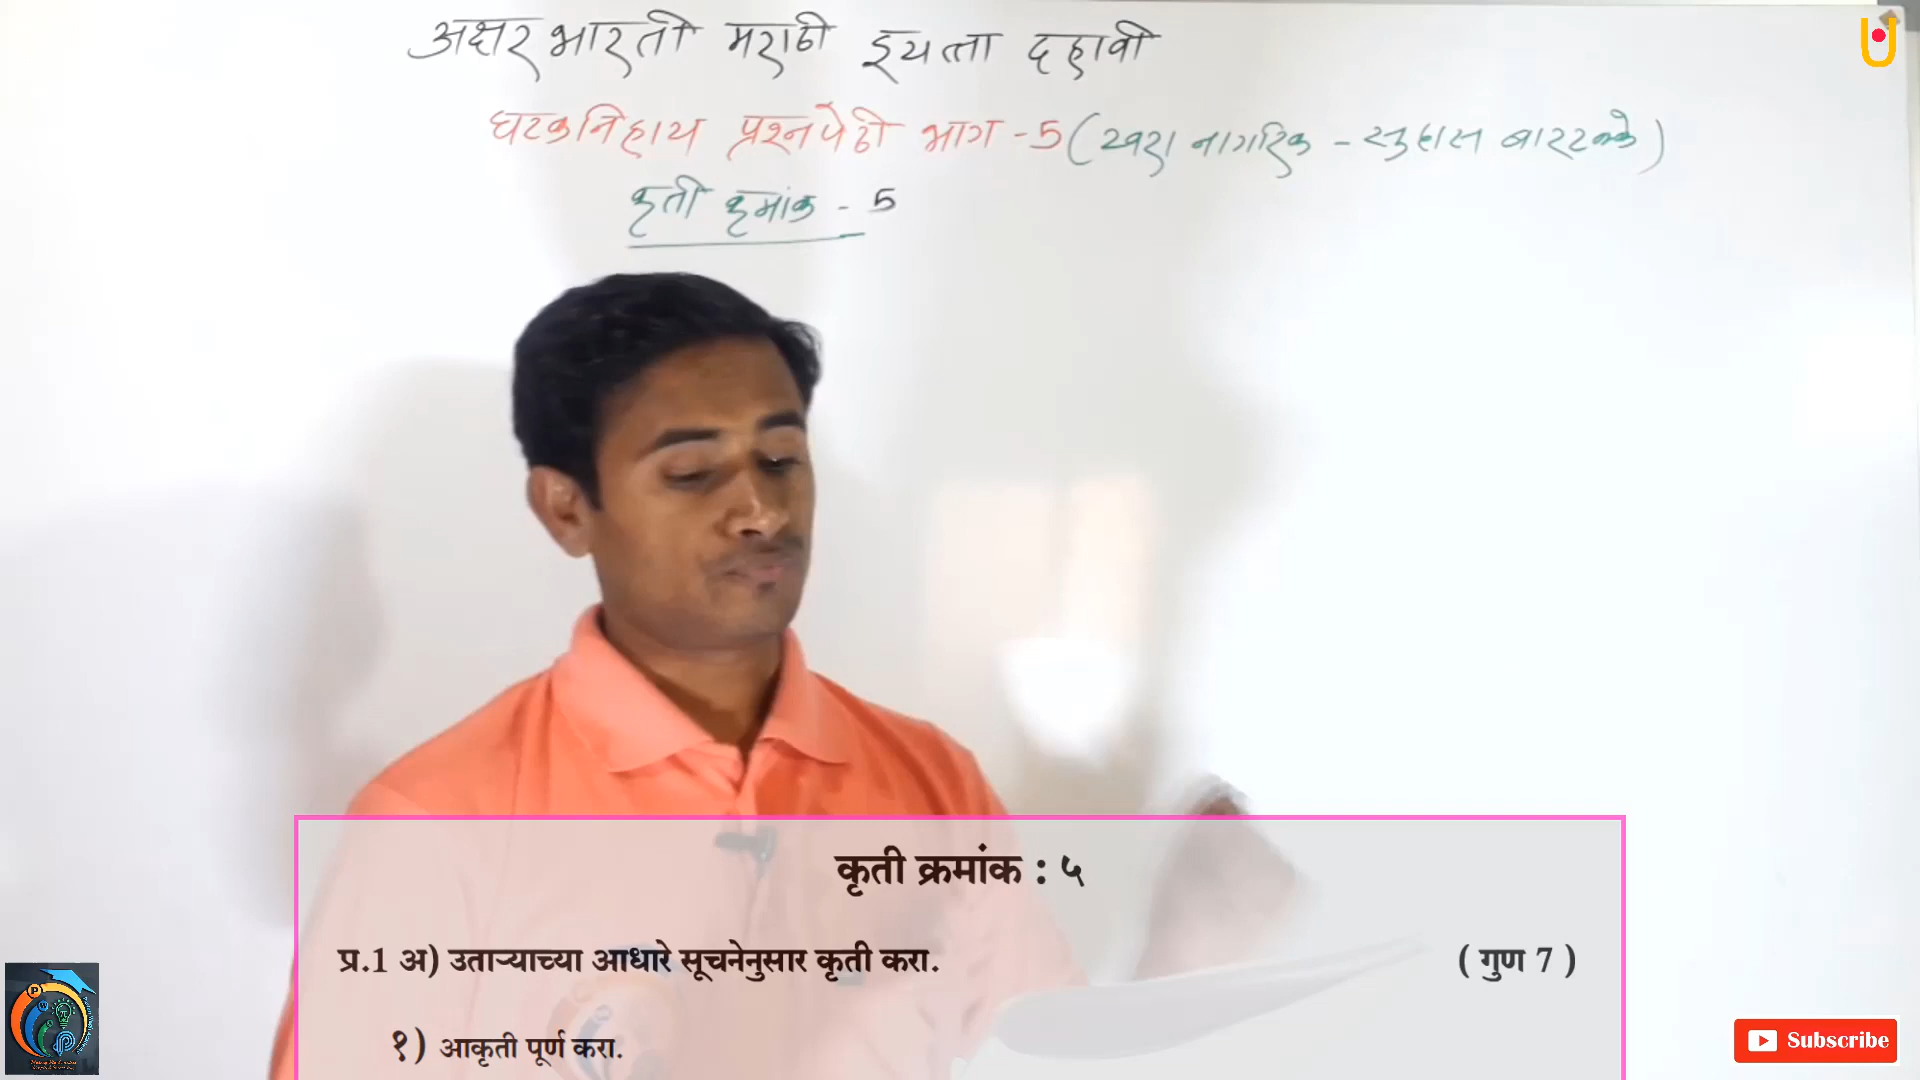 अक्षरभारती मराठी इयत्ता दहावी
घटकनिहाय प्रश्नपेढी भाग - 5 (खरा नागरिक - सुहास बारटक्के)
कृती क्रमांक - 5
कृती क्रमांक : ५
प्र.1 अ) उताऱ्याच्या आधारे सूचनेनुसार कृती करा. ( गुण 7 )
१) आकृती पूर्ण करा.
Subscribe